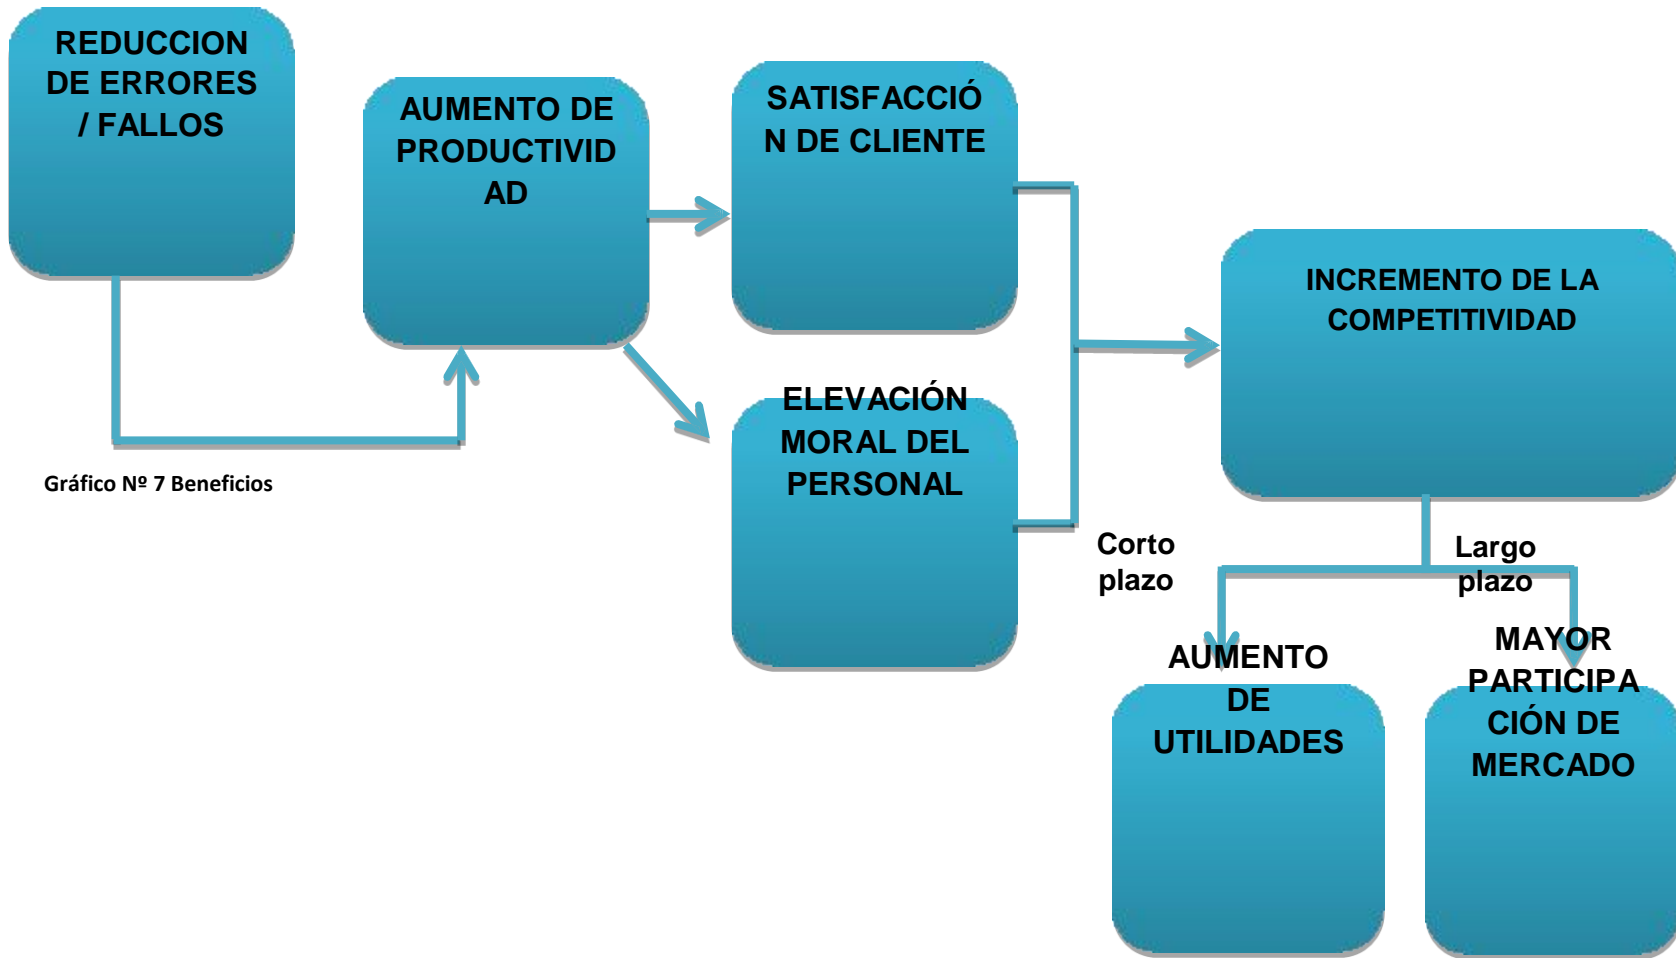 REDUCCION
DE ERRORES
/ FALLOS
AUMENTO DE
PRODUCTIVID
AD
SATISFACCIÓ
N DE CLIENTE
ELEVACIÓN
MORAL DEL
PERSONAL
INCREMENTO DE LA
COMPETITIVIDAD
Gráfico Nº 7 Beneficios
Corto
plazo
Largo
plazo
AUMENTO
DE
UTILIDADES
MAYOR
PARTICIPA
CIÓN DE
MERCADO